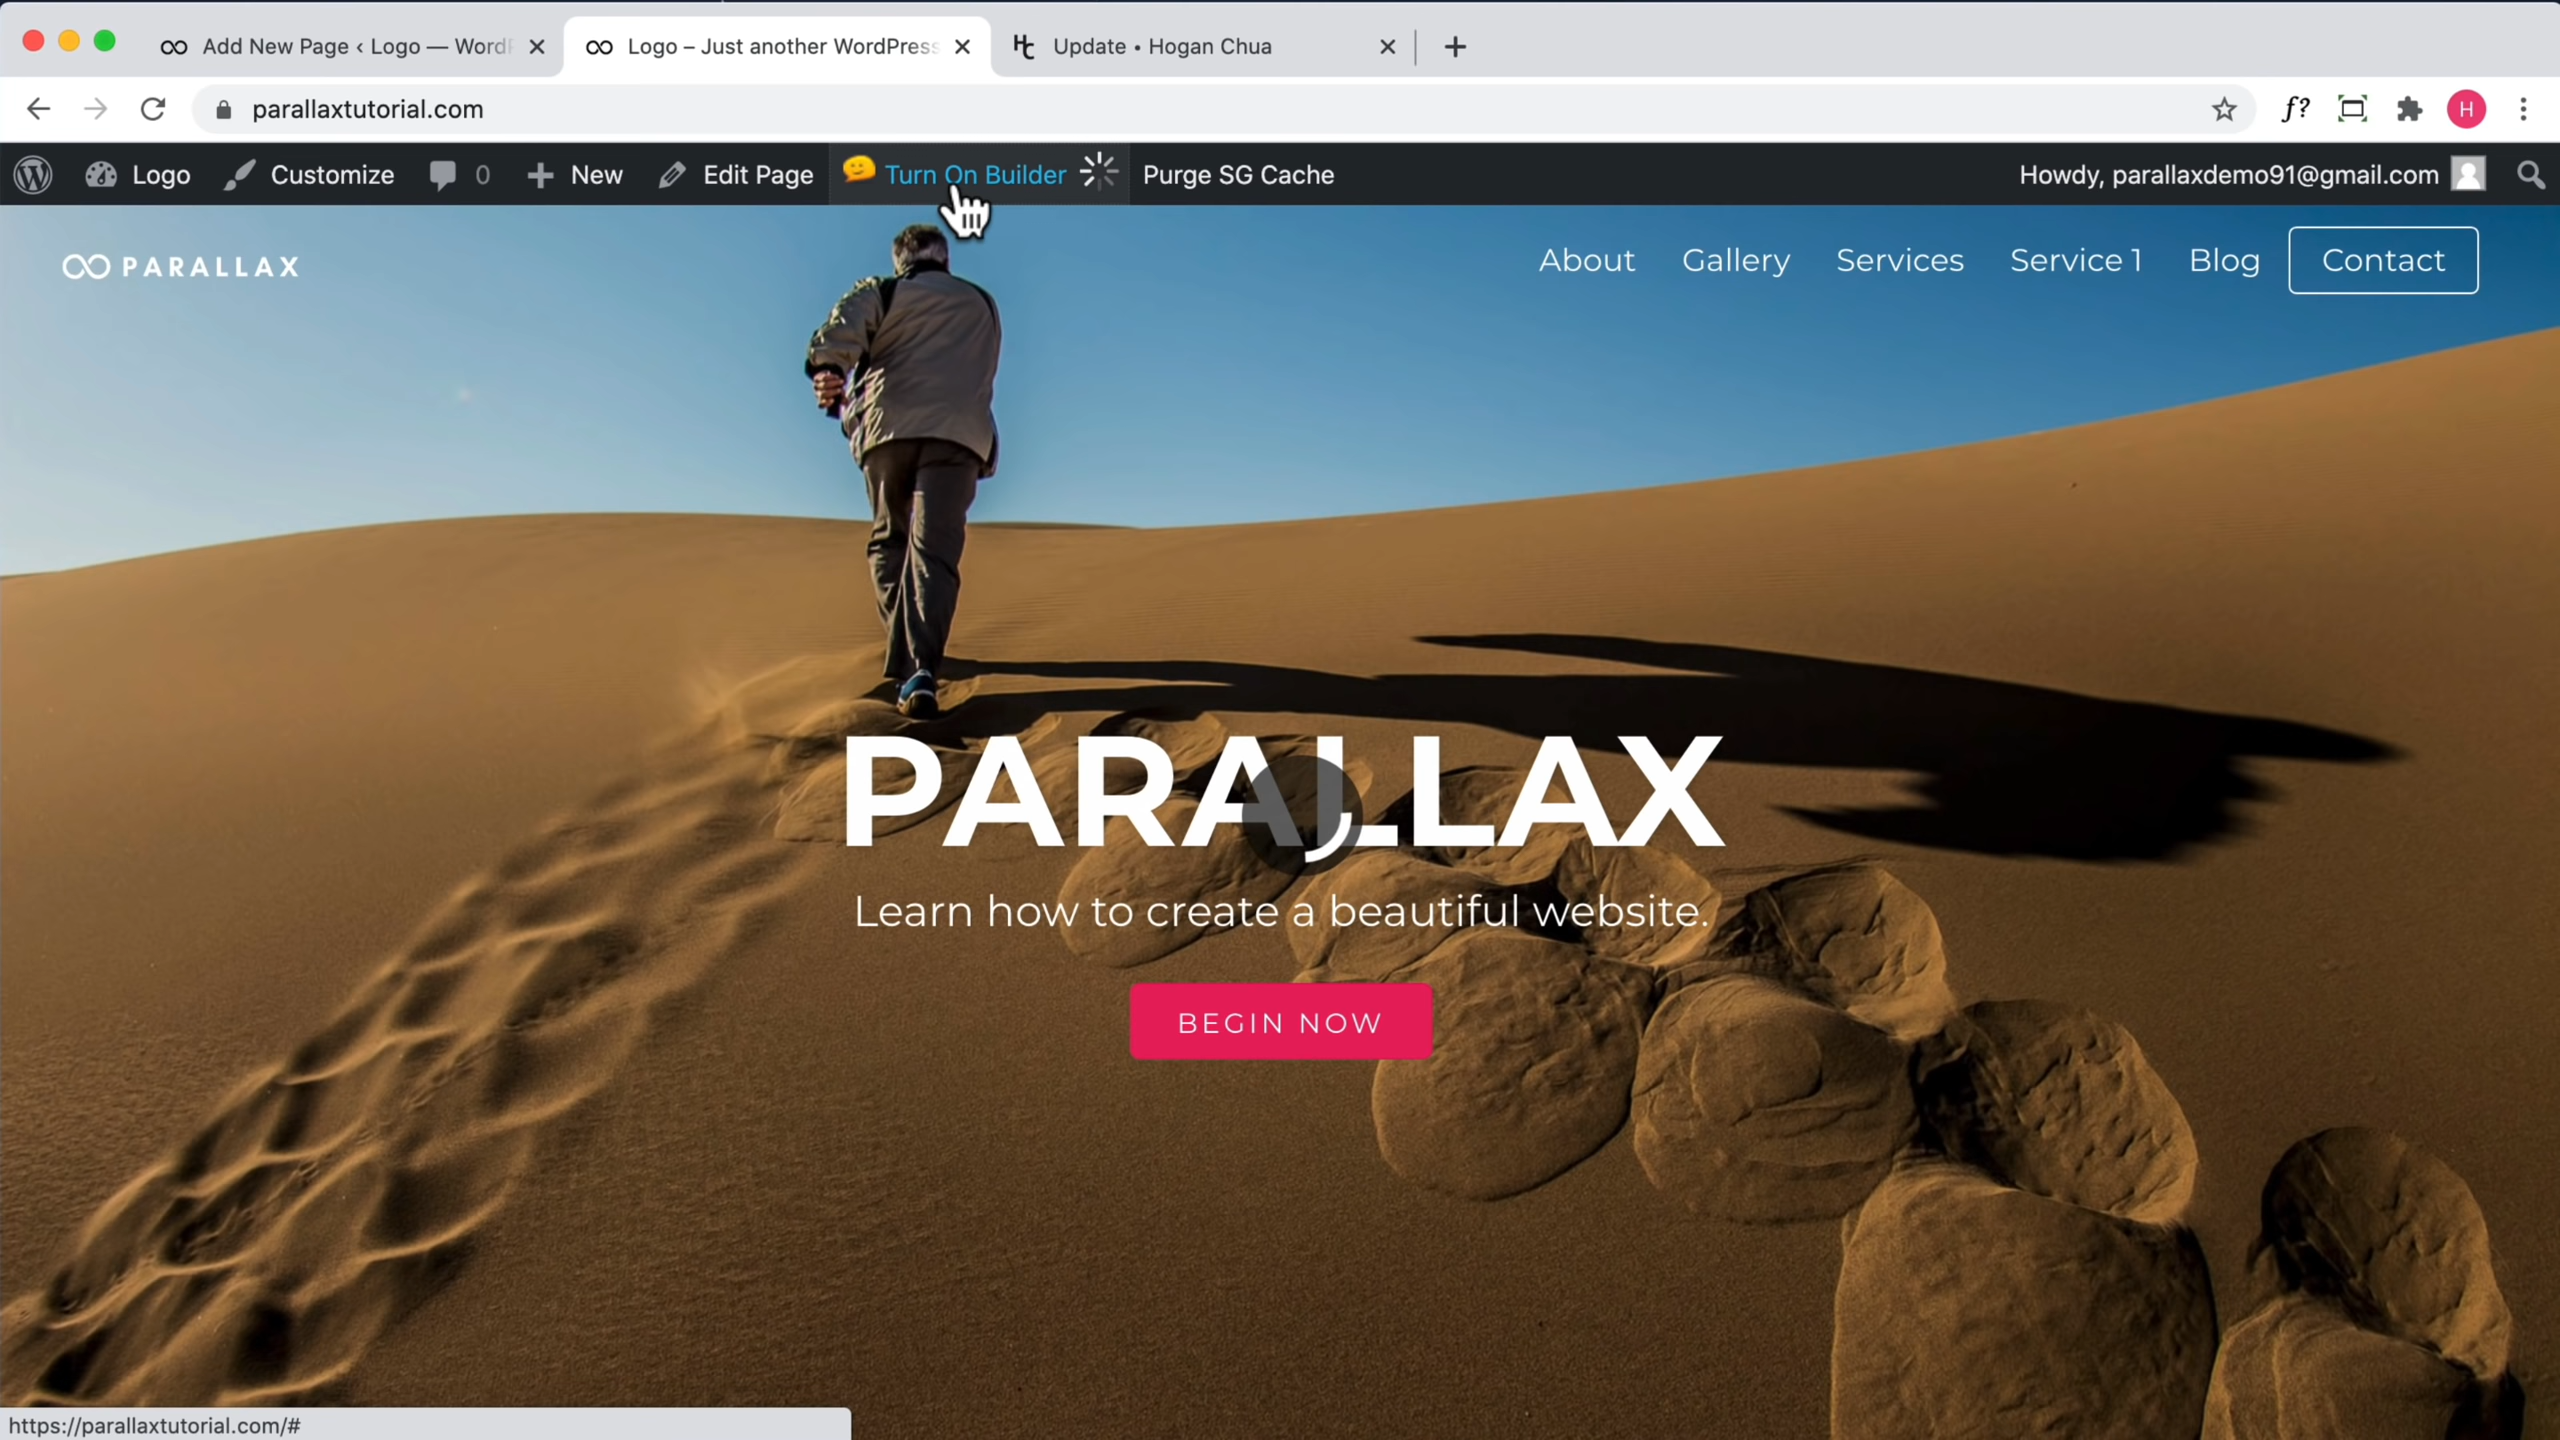 Add New Page ‹ Logo — WordP
Logo – Just another WordPress
Update • Hogan Chua
parallaxtutorial.com
f?
H
Logo
Customize
0
New
Edit Page
Turn On Builder
Purge SG Cache
Howdy, parallaxdemo91@gmail.com
PARALLAX
About
Gallery
Services
Service 1
Blog
Contact
PARALLAX
Learn how to create a beautiful website.
BEGIN NOW
https://parallaxtutorial.com/#